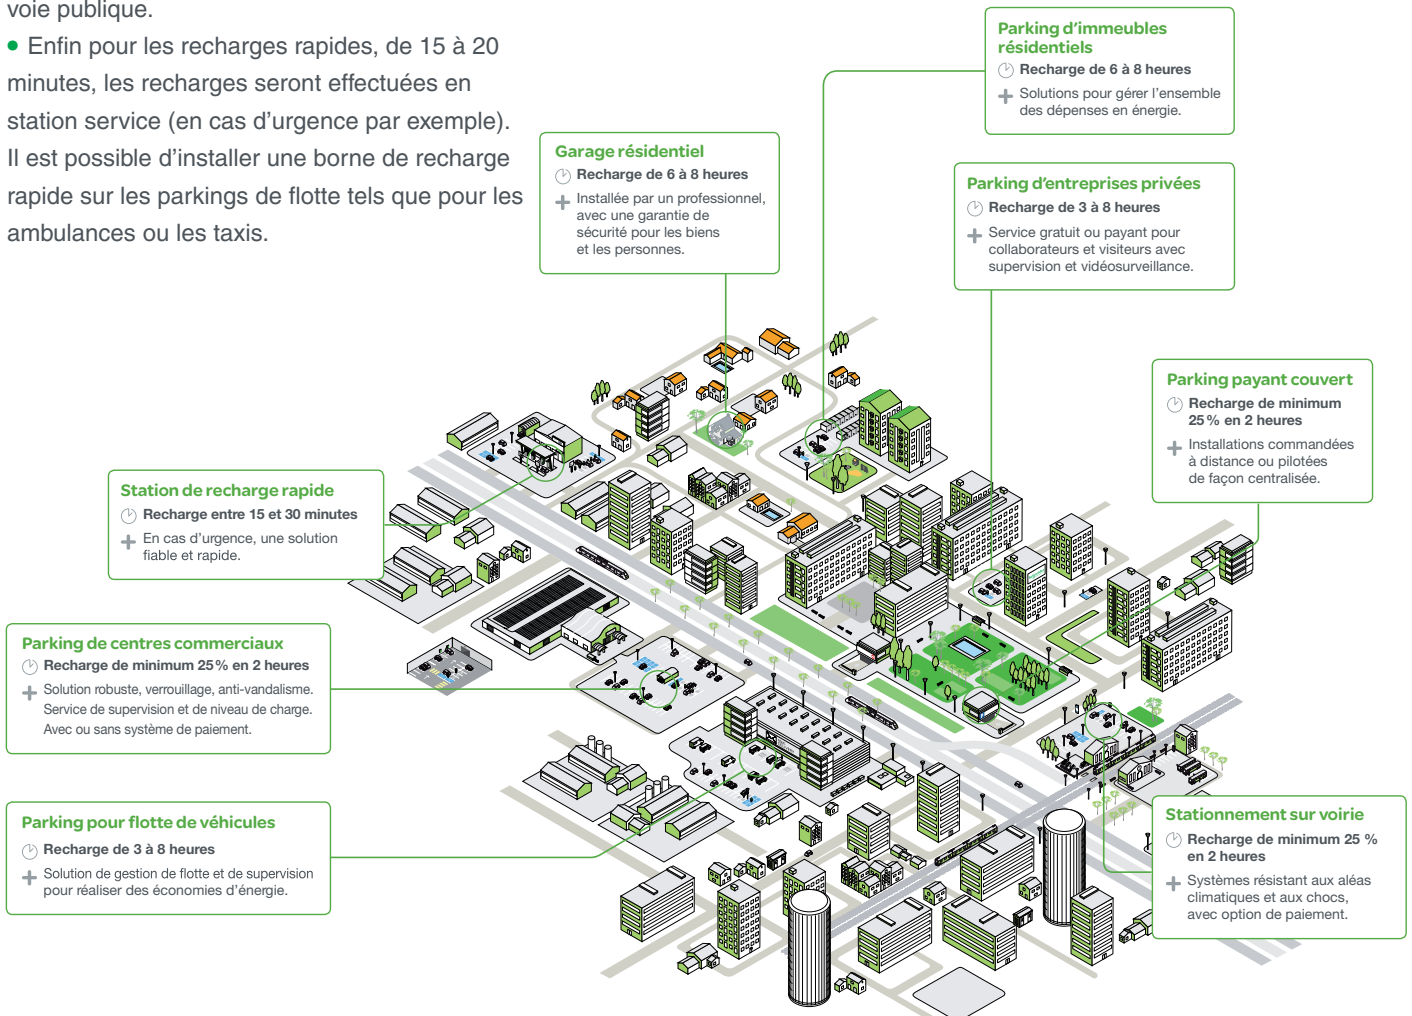 voie publique.
• Enfin pour les recharges rapides, de 15 à 20
minutes, les recharges seront effectuées en
station service (en cas d'urgence par exemple).
Il est possible d'installer une borne de recharge
rapide sur les parkings de flotte tels que pour les
ambulances ou les taxis.
Parking d'immeubles
résidentiels
Recharge de 6 à 8 heures
Solutions pour gérer l'ensemble
des dépenses en énergie.
Garage résidentiel
Recharge de 6 à 8 heures
Installée par un professionnel,
avec une garantie de
sécurité pour les biens
et les personnes.
Parking d'entreprises privées
Recharge de 3 à 8 heures
Service gratuit ou payant pour
collaborateurs et visiteurs avec
supervision et vidéosurveillance.
Parking payant couvert
Recharge de minimum
25 % en 2 heures
Installations commandées
à distance ou pilotées
de façon centralisée.
Station de recharge rapide
Recharge entre 15 et 30 minutes
En cas d'urgence, une solution
fiable et rapide.
Parking de centres commerciaux
Recharge de minimum 25 % en 2 heures
Solution robuste, verrouillage, anti-vandalisme.
Service de supervision et de niveau de charge.
Avec ou sans système de paiement.
Parking pour flotte de véhicules
Recharge de 3 à 8 heures
Solution de gestion de flotte et de supervision
pour réaliser des économies d'énergie.
Stationnement sur voirie
Recharge de minimum 25 %
en 2 heures
Systèmes résistant aux aléas
climatiques et aux chocs,
avec option de paiement.